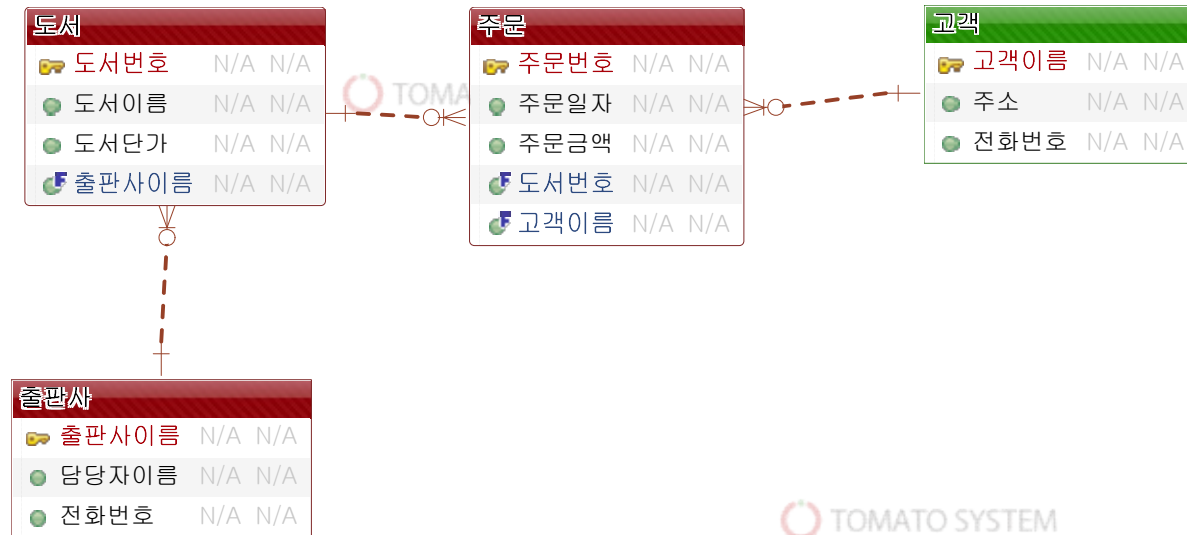 도서
도서번호 N/A N/A
도서이름 N/A N/A
도서단가 N/A N/A
F 출판사이름 N/A N/A
주문
주문번호 N/A N/A
주문일자 N/A N/A
주문금액 N/A N/A
F 도서번호 N/A N/A
F 고객이름 N/A N/A
고객
고객이름 N/A N/A
주소 N/A N/A
전화번호 N/A N/A
TOMA
출판사
출판사이름 N/A N/A
담당자이름 N/A N/A
전화번호 N/A N/A
TOMATO SYSTEM